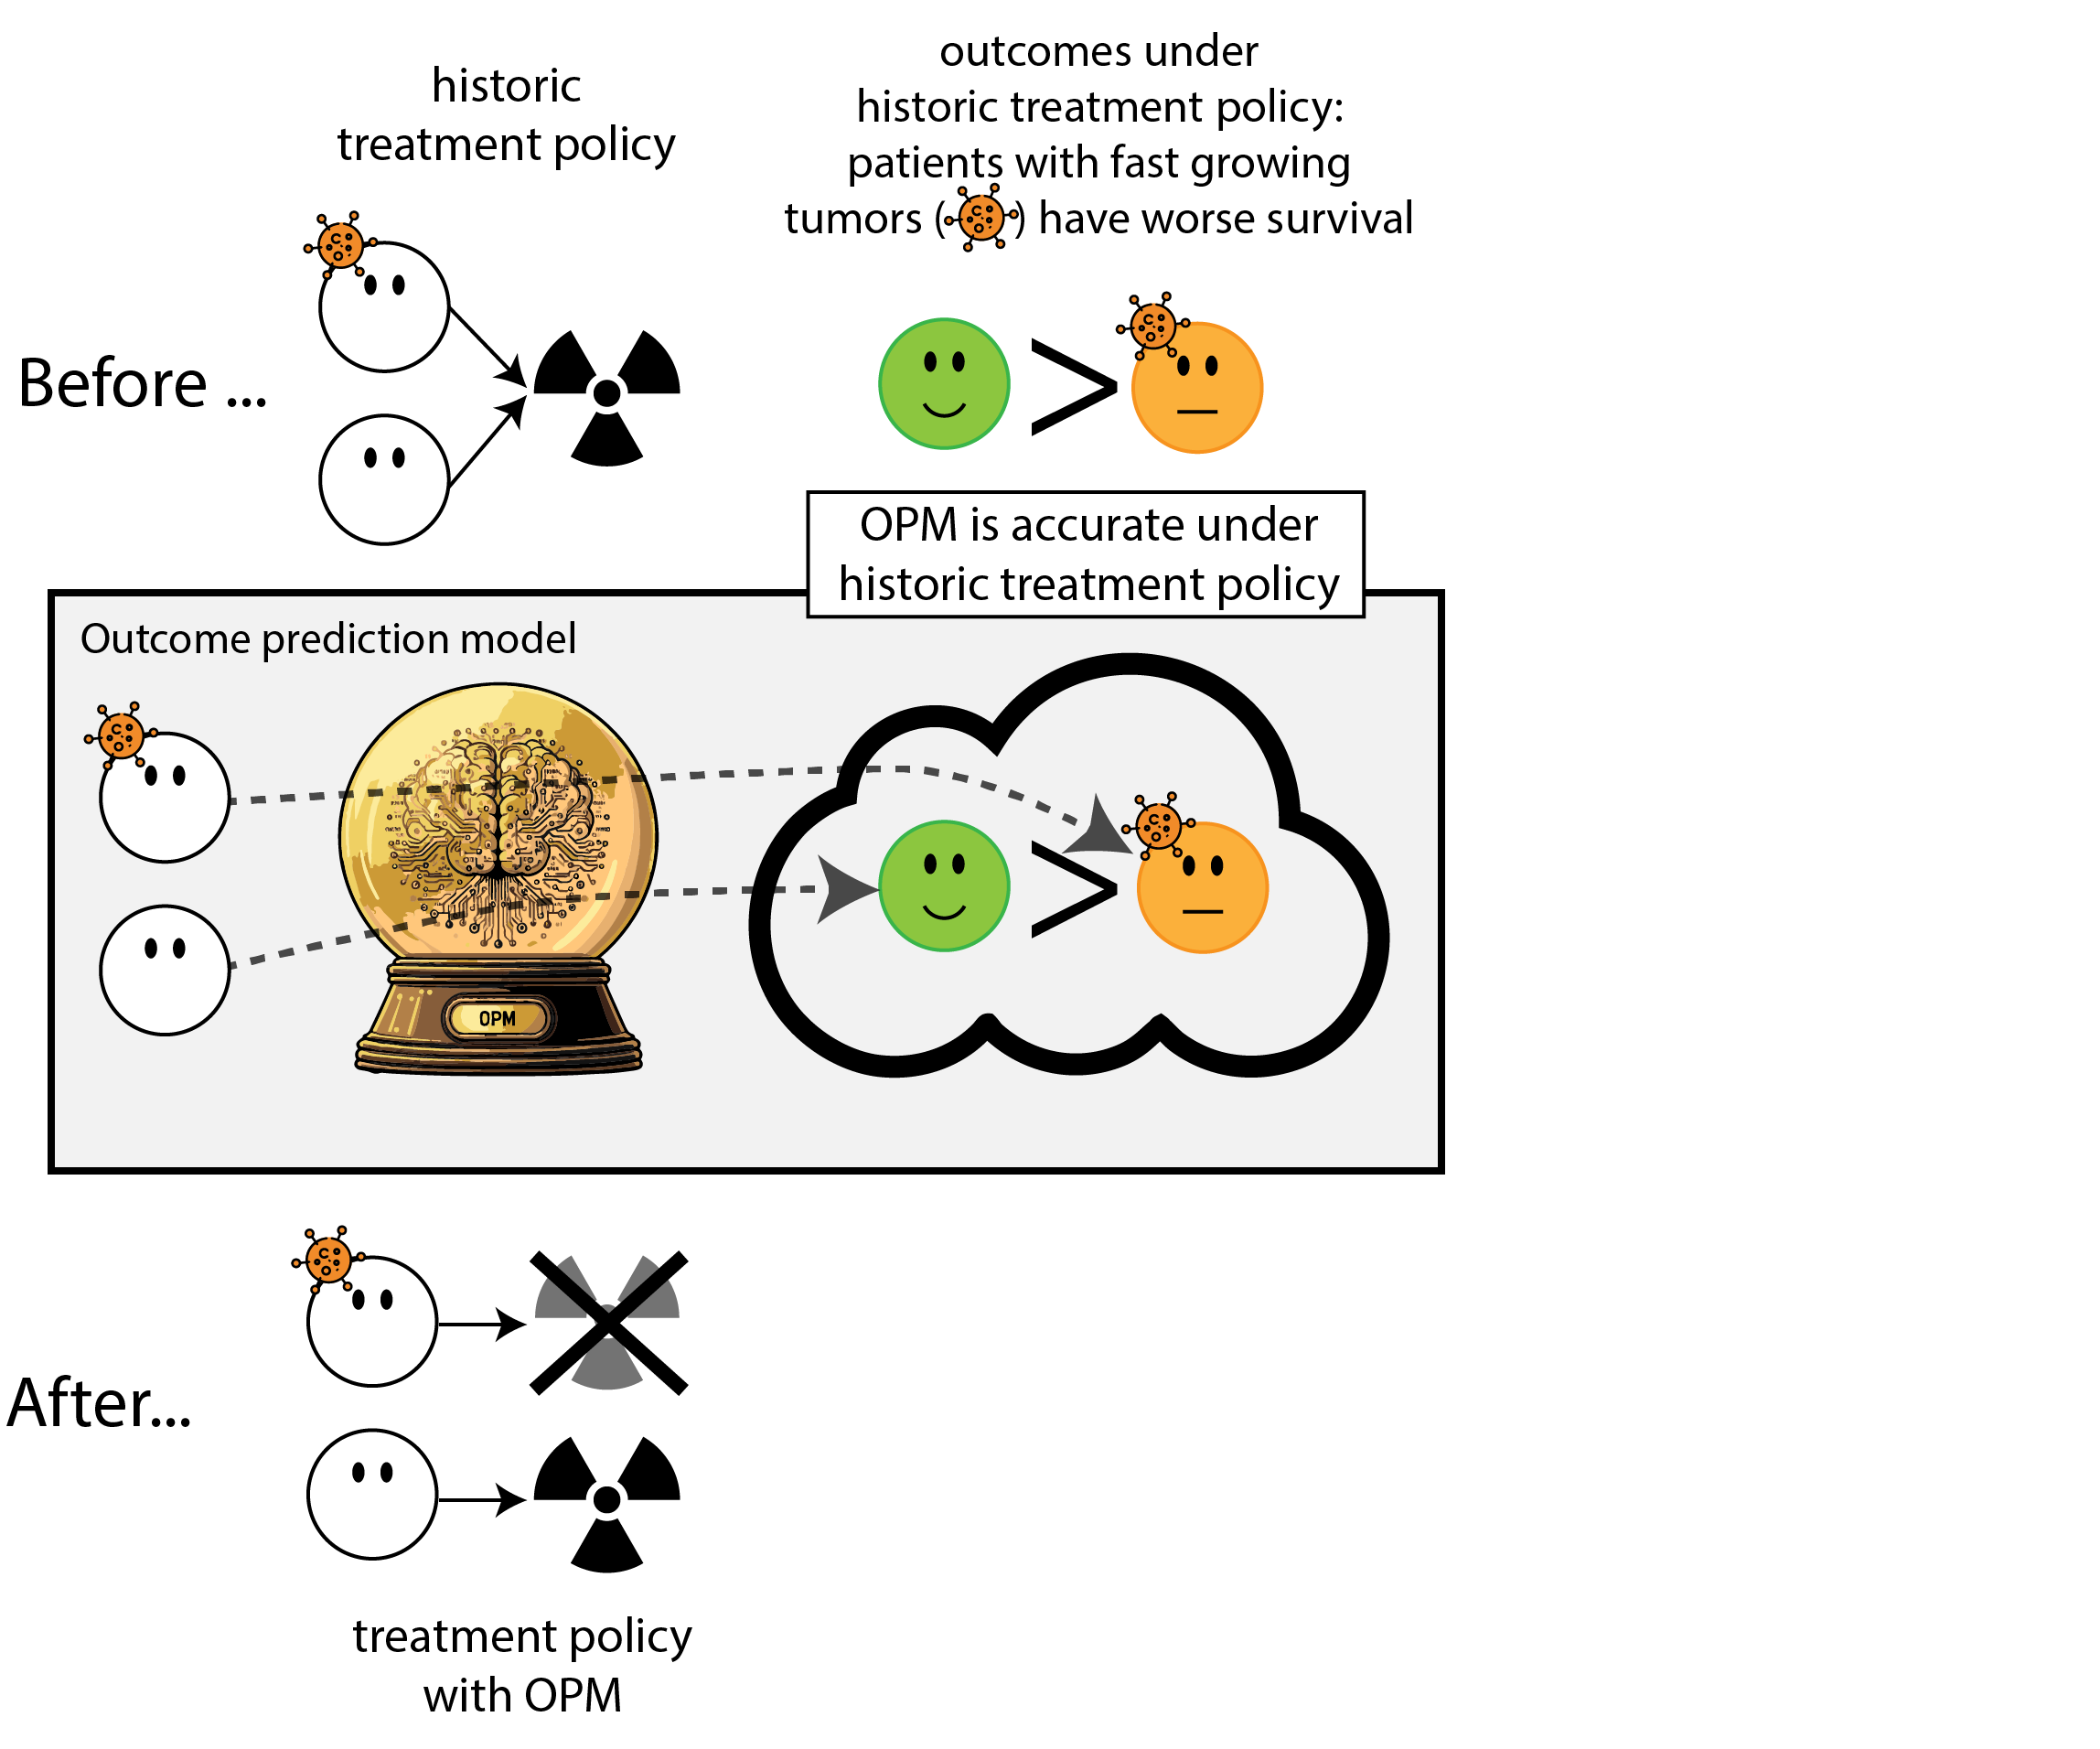 historic
treatment policy
outcomes under
historic treatment policy:
patients with fast growing
tumors ( ) have worse survival
Before ...
OPM is accurate under
historic treatment policy
Outcome prediction model
OPM
After...
treatment policy
with OPM